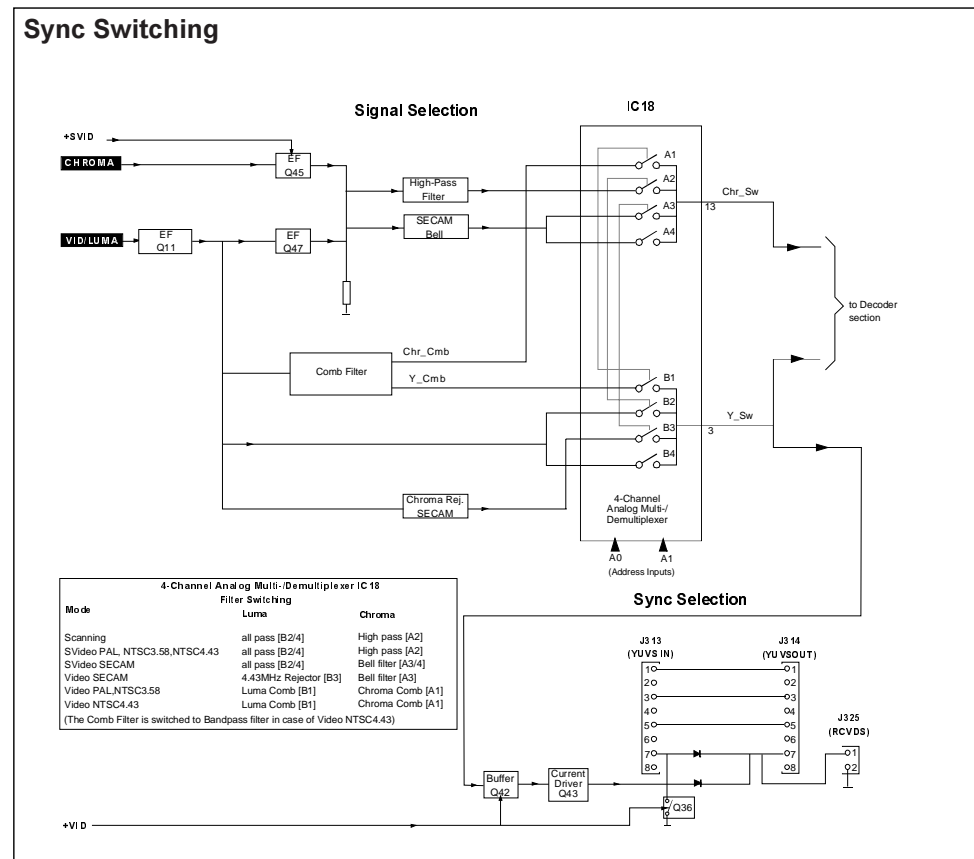 Sync Switching
Signal Selection
IC18
+SVID
CHROMA
EF
Q45
High-Pass
Filter
A1
A2
A3
A4
Chr_Sw
13
VID/LUMA
EF
Q11
EF
Q47
SECAM
Bell
to Decoder
section
Comb Filter
Chr_Cmb
Y_Cmb
B1
B2
B3
B4
Y_Sw
3
Chroma Rej.
SECAM
4-Channel
Analog Multi-/
Demultiplexer
A0 A1
(Address Inputs)
4-Channel Analog Multi-/Demultiplexer IC18
Filter Switching
Mode Luma Chroma
Scanning all pass [B2/4] High pass [A2]
SVideo PAL, NTSC3.58,NTSC4.43 all pass [B2/4] High pass [A2]
SVideo SECAM all pass [B2/4] Bell filter [A3/4]
Video SECAM 4.43MHz Rejector [B3] Bell filter [A3]
Video PAL,NTSC3.58 Luma Comb [B1] Chroma Comb [A1]
Video NTSC4.43 Luma Comb [B1] Chroma Comb [A1]
(The Comb Filter is switched to Bandpass filter in case of Video NTSC4.43)
Sync Selection
J313
(YUVSIN)
J314
(YUVSOUT)
1 1
2 2
3 3
4 4
5 5
6 6
7 7
8 8
J325
(RCVDS)
1
2
Buffer
Q42
Current
Driver
Q43
Q36
+VID